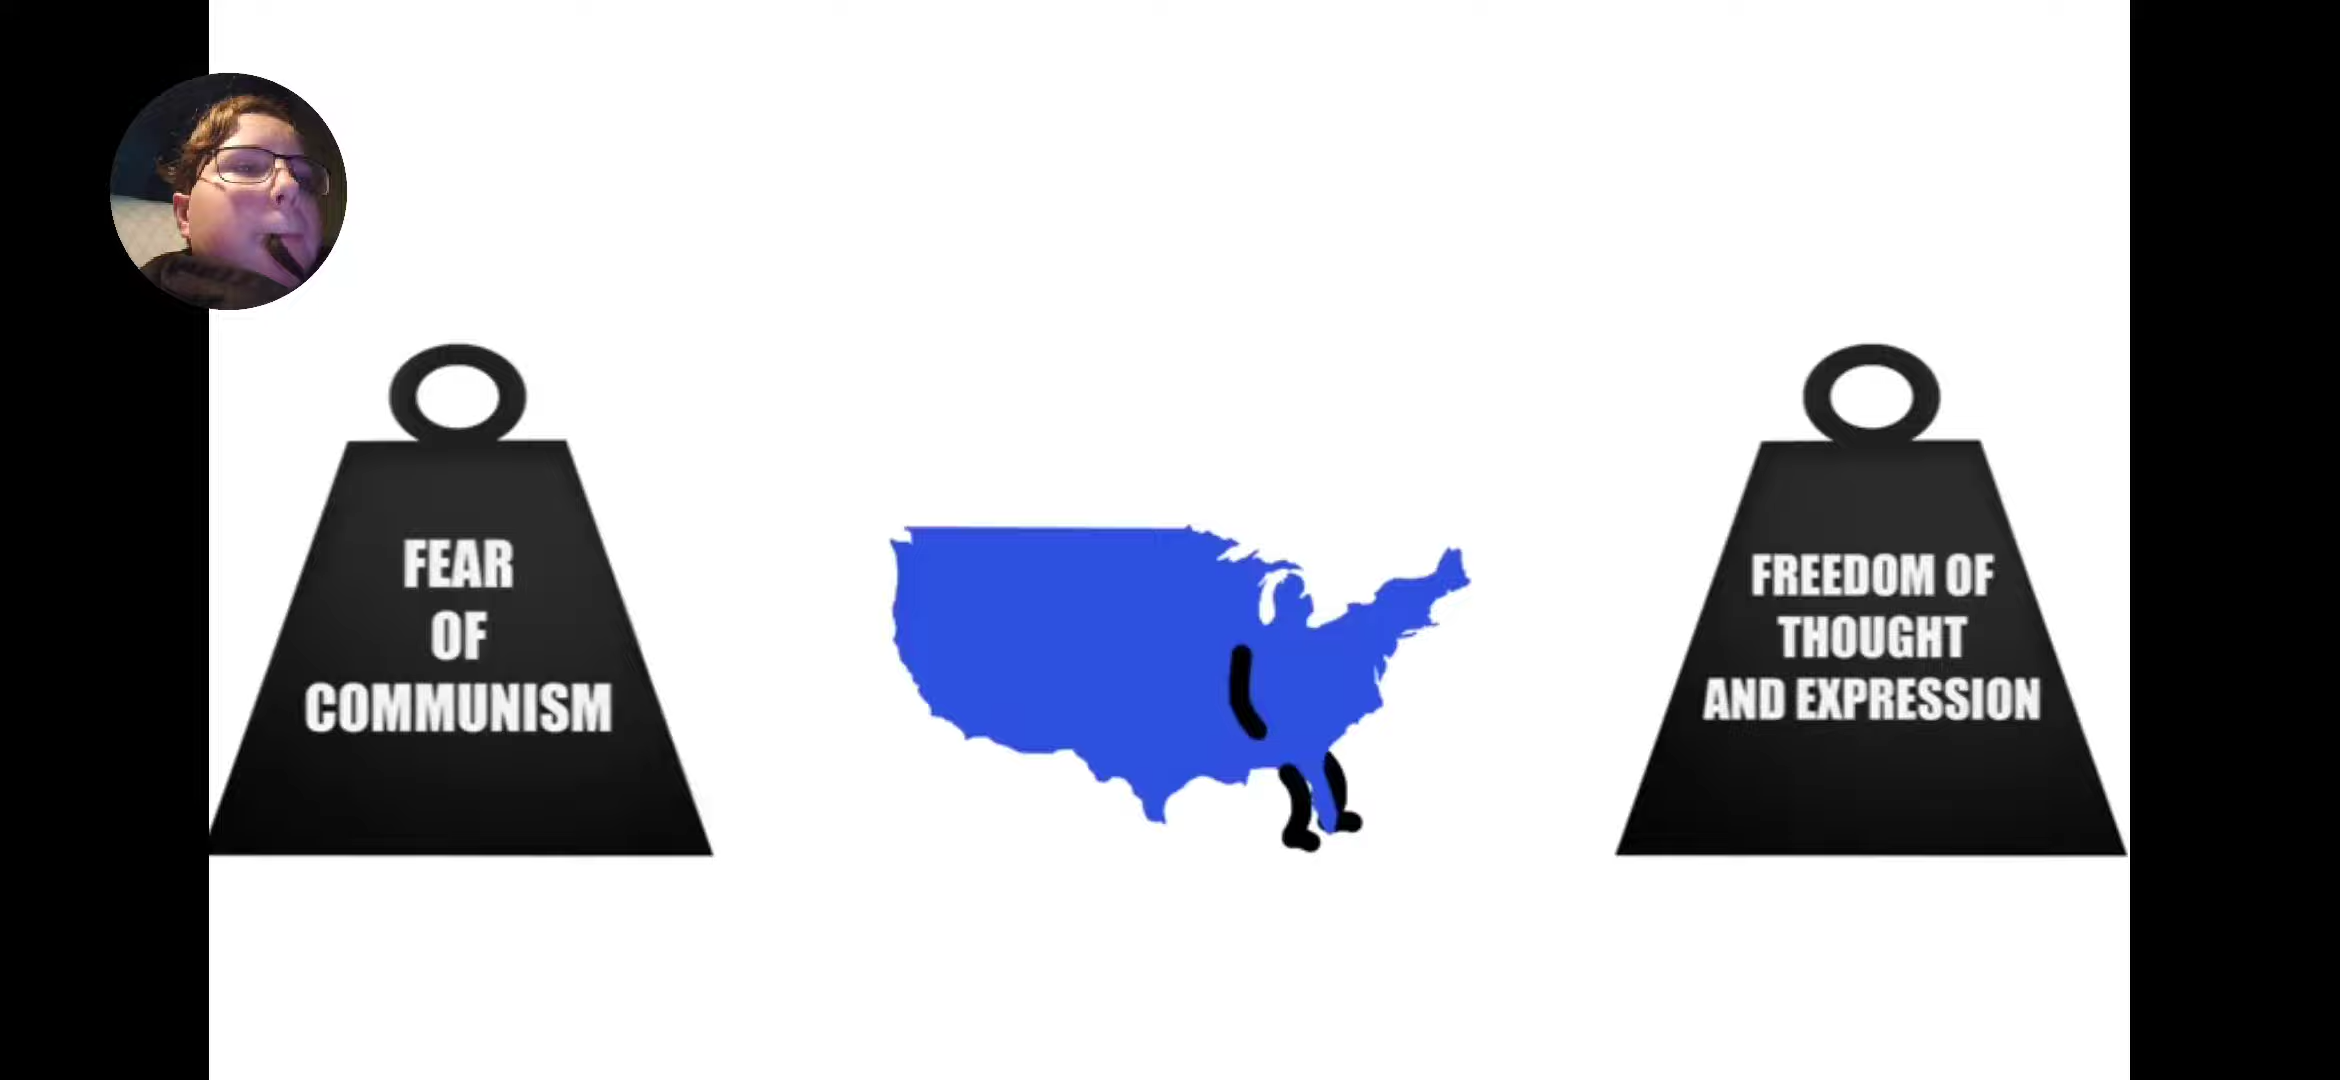 FEAR
OF
COMMUNISM
FREEDOM OF
THOUGHT
AND EXPRESSION